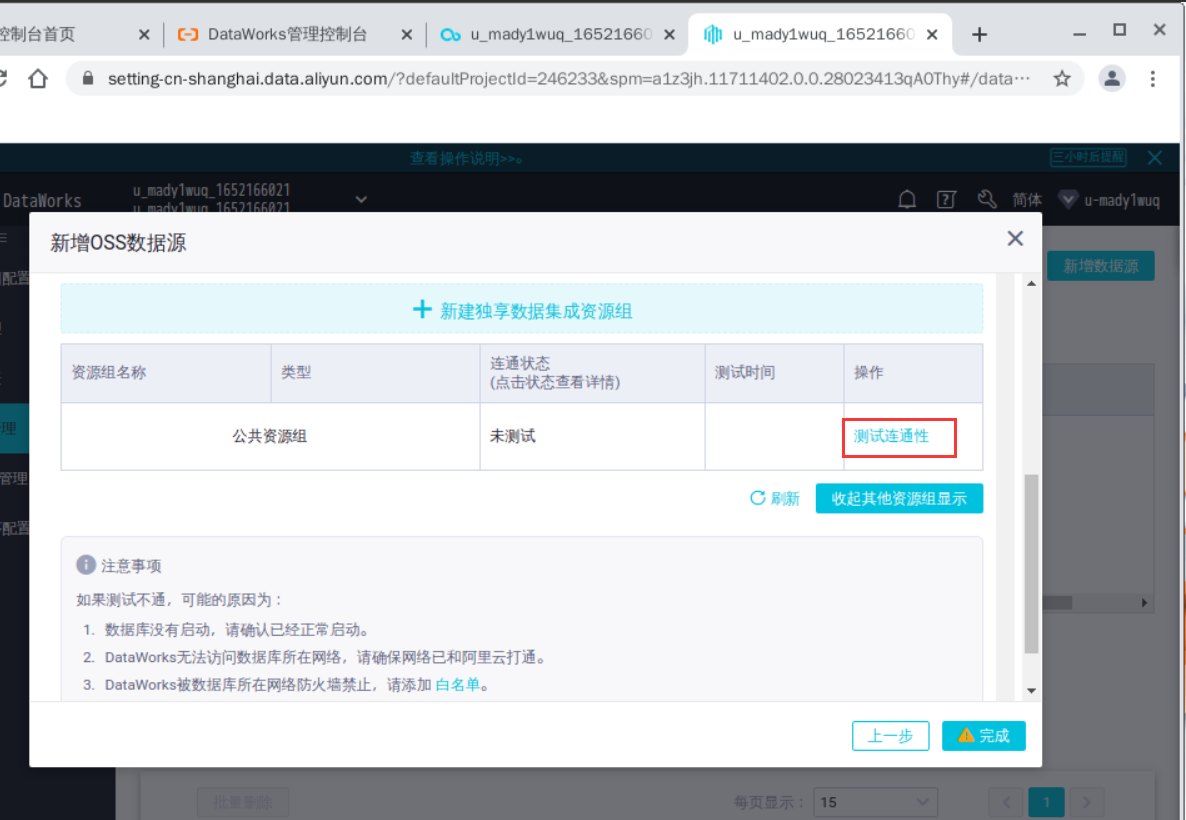 控制台首页
DataWorks管理控制台
u_mady1wuq_16521660
u_mady1wuq_16521660
setting-cn-shanghai.data.aliyun.com/?defaultProjectId=246233&spm=a1z3jh.11711402.0.0.28023413qA0Thy#/data…
查看操作说明>>。
三小时后提醒
DataWorks
u_mady1wuq_1652166021
u_mady1wuq_1652166021
简体
u-mady1wuq
新增OSS数据源
新增数据源
配置
新建独享数据集成资源组
资源组名称
类型
连通状态
(点击状态查看详情)
测试时间
操作
理
公共资源组
未测试
测试连通性
管理
刷新
收起其他资源组显示
配置
注意事项
如果测试不通，可能的原因为：
1. 数据库没有启动，请确认已经正常启动。
2. DataWorks无法访问数据库所在网络，请确保网络已和阿里云打通。
3. DataWorks被数据库所在网络防火墙禁止，请添加 白名单。
上一步
完成
批量删除
每页显示：
15
1